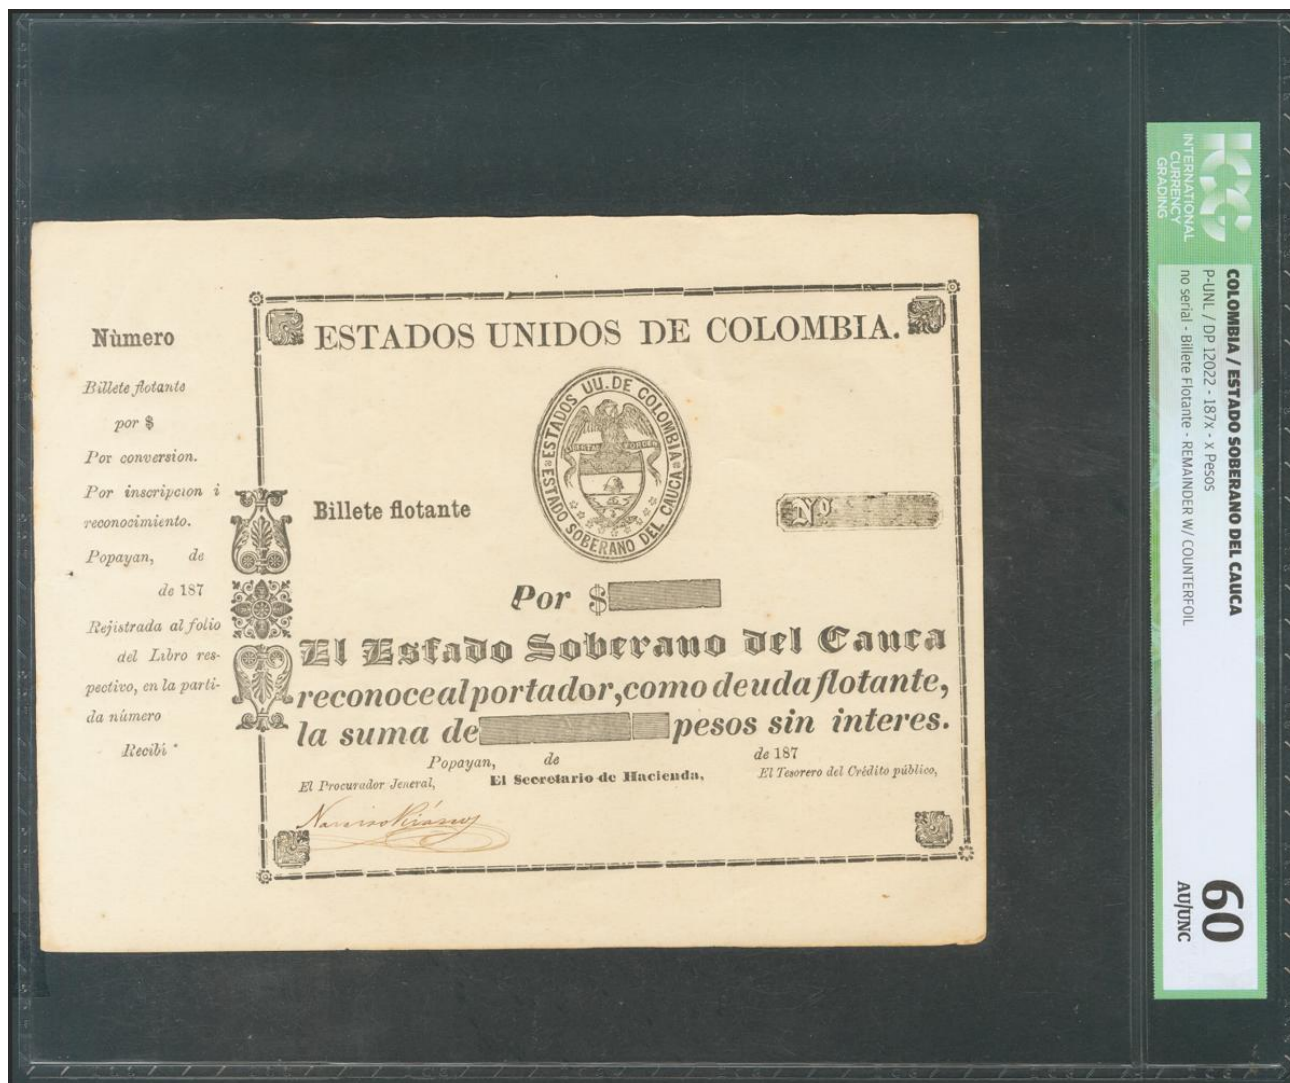 Nùmero
Billete flotante
por $
Por conversion.
Por inscripcion i
reconocimiento.
Popayan, de
de 187
Rejistrada al folio
del Libro res-
pectivo, en la parti-
da número
Recibí
ESTADOS UNIDOS DE COLOMBIA.
ESTADOS UU. DE COLOMBIA
LIBERTAD ORDEN
ESTADO SOBERANO DEL CAUCA
Billete flotante
Nº
Por $
El Estado Soberano del Cauca
reconoce al portador, como deuda flotante,
la suma de pesos sin interes.
Popayan, de de 187
El Procurador Jeneral, El Secretario de Hacienda, El Tesorero del Crédito público,
ICG
INTERNATIONAL
CURRENCY
GRADING
COLOMBIA / ESTADO SOBERANO DEL CAUCA
P-UNL / DP 12022 - 187x - x Pesos
no serial - Billete Flotante - REMAINDER W/ COUNTERFOIL
60
AU/UNC